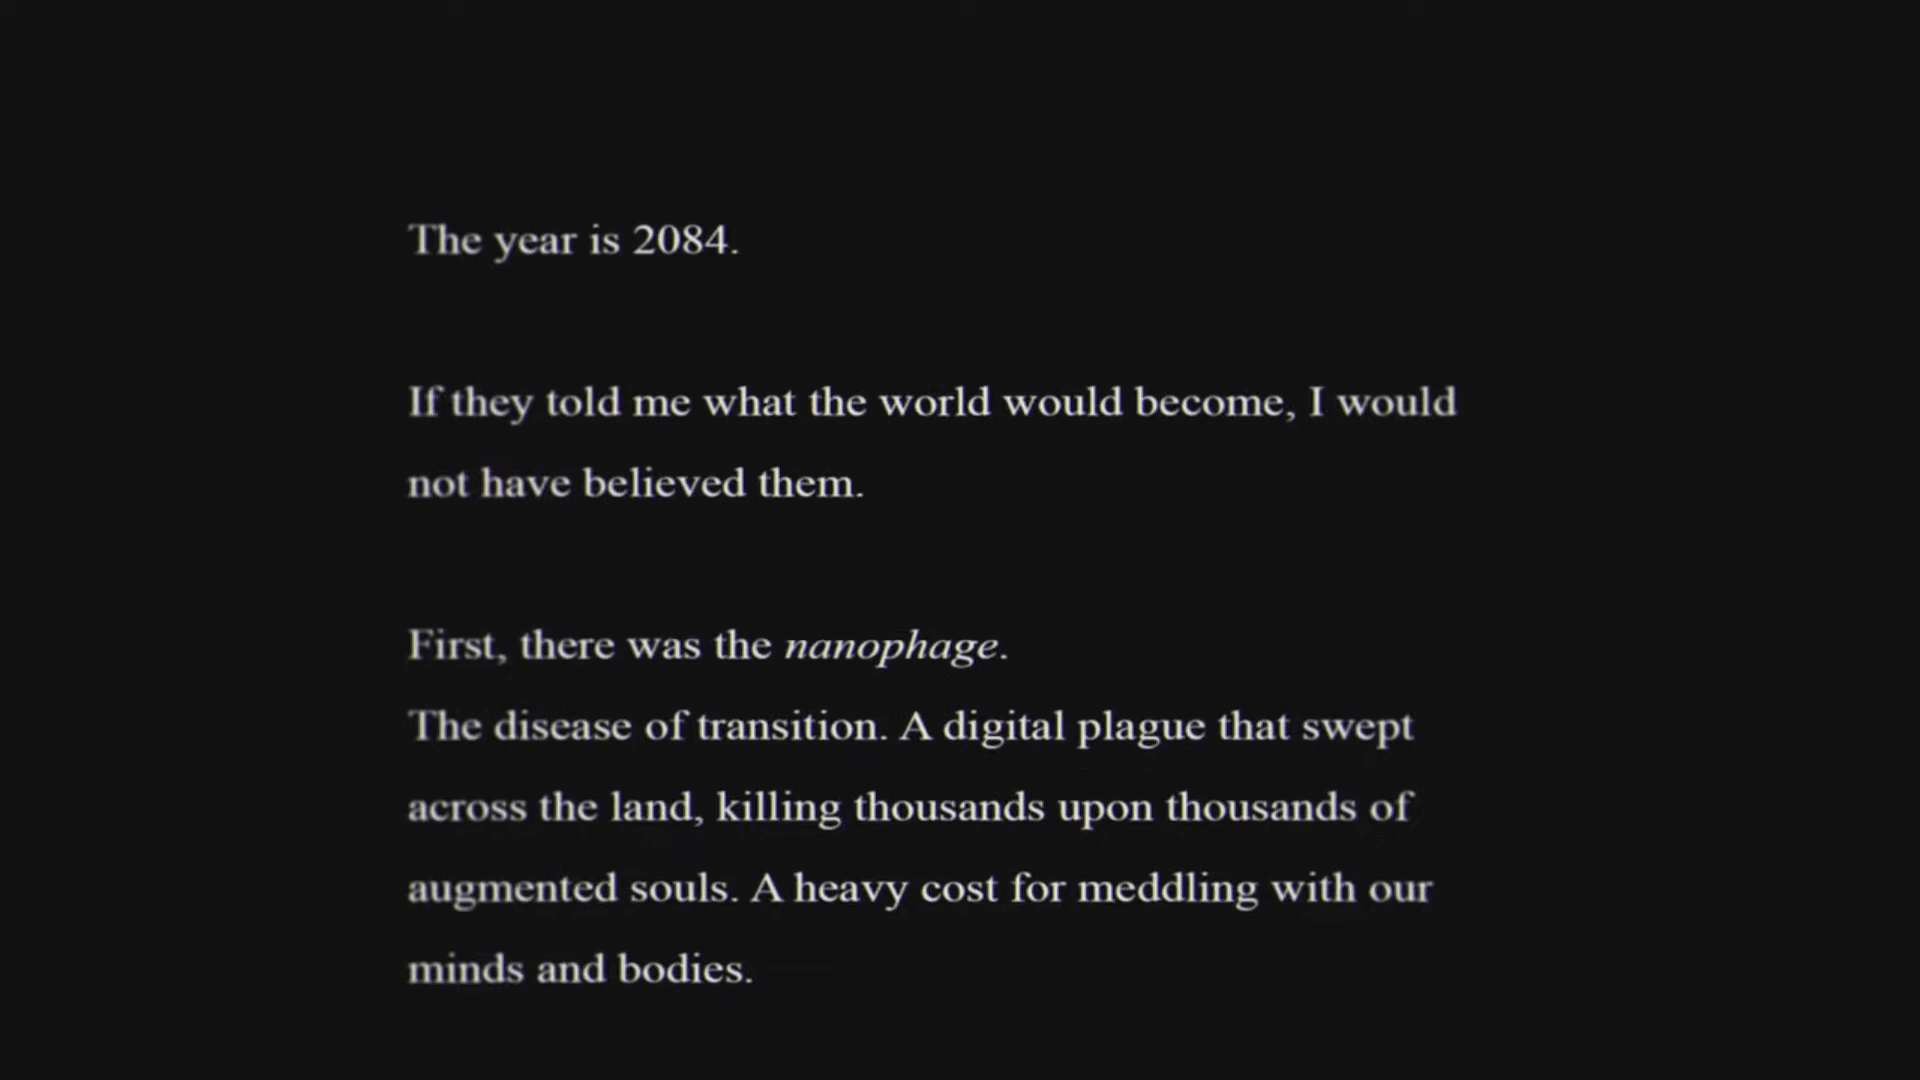 The year is 2084.
If they told me what the world would become, I would
not have believed them.
First, there was the nanophage.
The disease of transition. A digital plague that swept
across the land, killing thousands upon thousands of
augmented souls. A heavy cost for meddling with our
minds and bodies.